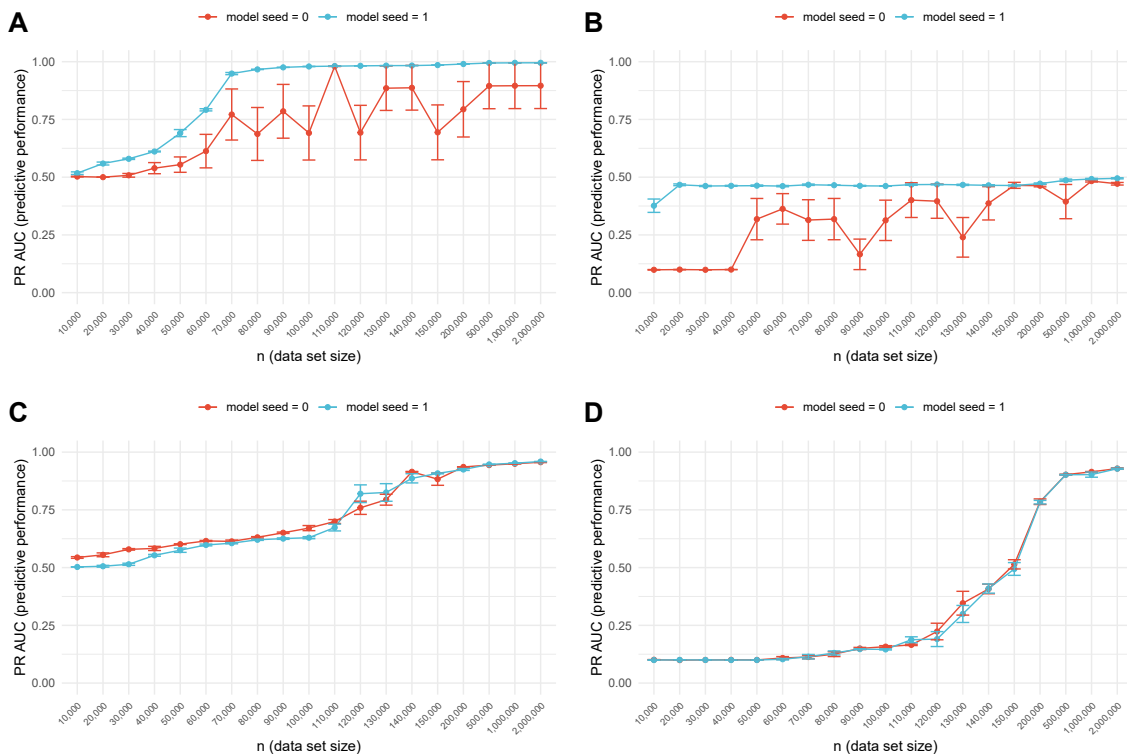 A
model seed = 0 model seed = 1
PR AUC (predictive performance)
1.00
0.75
0.50
0.25
0.00
10,000 20,000 30,000 40,000 50,000 60,000 70,000 80,000 90,000 100,000 110,000 120,000 130,000 140,000 150,000 200,000 500,000 1,000,000 2,000,000
n (data set size)
B
model seed = 0 model seed = 1
PR AUC (predictive performance)
1.00
0.75
0.50
0.25
0.00
10,000 20,000 30,000 40,000 50,000 60,000 70,000 80,000 90,000 100,000 110,000 120,000 130,000 140,000 150,000 200,000 500,000 1,000,000 2,000,000
n (data set size)
C
model seed = 0 model seed = 1
PR AUC (predictive performance)
1.00
0.75
0.50
0.25
0.00
10,000 20,000 30,000 40,000 50,000 60,000 70,000 80,000 90,000 100,000 110,000 120,000 130,000 140,000 150,000 200,000 500,000 1,000,000 2,000,000
n (data set size)
D
model seed = 0 model seed = 1
PR AUC (predictive performance)
1.00
0.75
0.50
0.25
0.00
10,000 20,000 30,000 40,000 50,000 60,000 70,000 80,000 90,000 100,000 110,000 120,000 130,000 140,000 150,000 200,000 500,000 1,000,000 2,000,000
n (data set size)